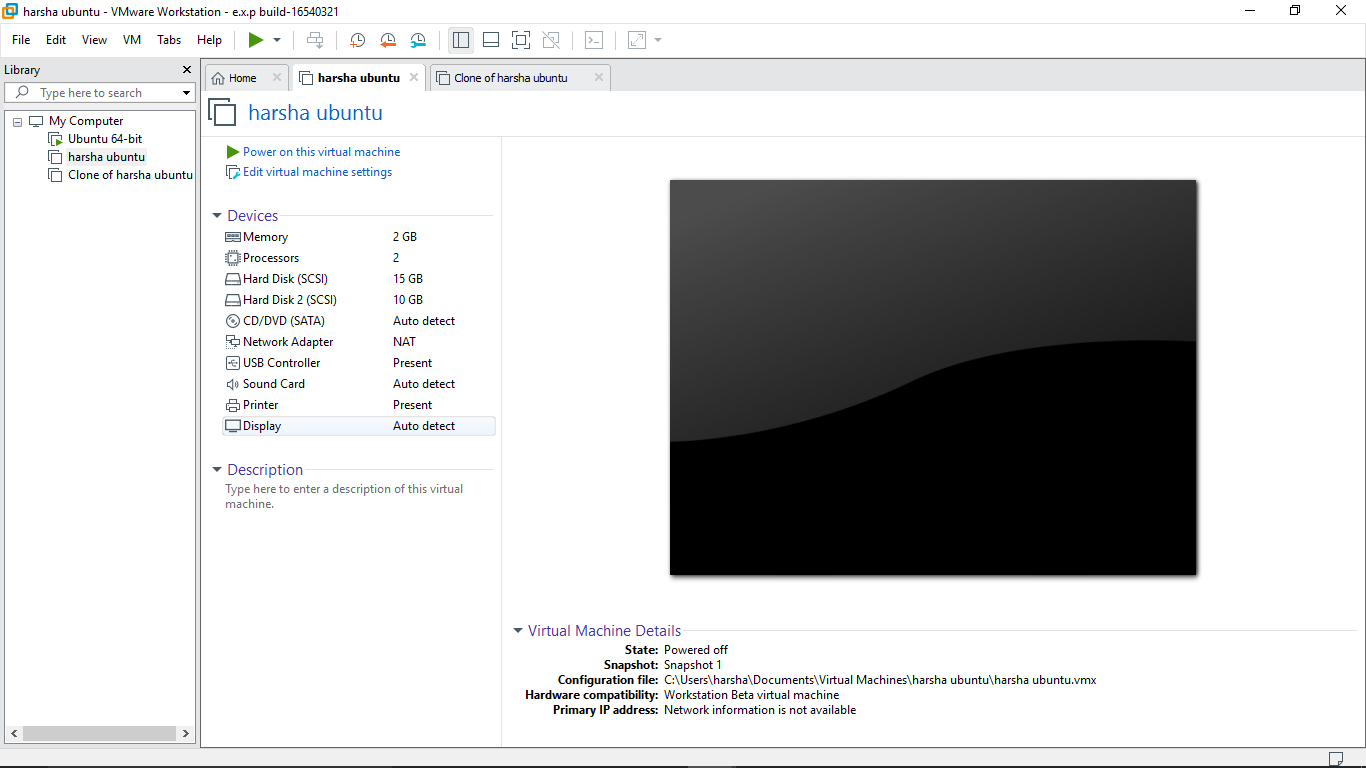 harsha ubuntu - VMware Workstation - e.x.p build-16540321
File Edit View VM Tabs Help
Library
Type here to search
My Computer
Ubuntu 64-bit
harsha ubuntu
Clone of harsha ubuntu
Home
harsha ubuntu
Clone of harsha ubuntu
harsha ubuntu
Power on this virtual machine
Edit virtual machine settings
Devices
Memory 2 GB
Processors 2
Hard Disk (SCSI) 15 GB
Hard Disk 2 (SCSI) 10 GB
CD/DVD (SATA) Auto detect
Network Adapter NAT
USB Controller Present
Sound Card Auto detect
Printer Present
Display Auto detect
Description
Type here to enter a description of this virtual
machine.
Virtual Machine Details
State: Powered off
Snapshot: Snapshot 1
Configuration file: C:\Users\harsha\Documents\Virtual Machines\harsha ubuntu\harsha ubuntu.vmx
Hardware compatibility: Workstation Beta virtual machine
Primary IP address: Network information is not available